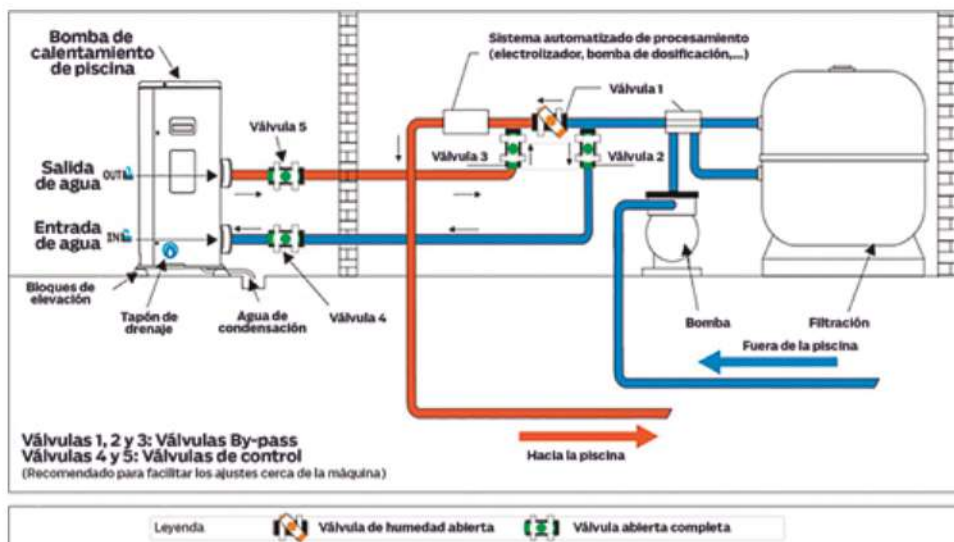 Bomba de
calentamiento
de piscina
Sistema automatizado de procesamiento
(electrolizador, bomba de dosificación,...)
Válvula 1
Válvula 5
Válvula 3
Válvula 2
Salida
de agua
OUT
Entrada
de agua
IN
Bloques de
elevación
Tapón de
drenaje
Agua de
condensación
Válvula 4
Bomba
Filtración
Fuera de la piscina
Hacia la piscina
Válvulas 1, 2 y 3: Válvulas By-pass
Válvulas 4 y 5: Válvulas de control
(Recomendado para facilitar los ajustes cerca de la máquina)
Leyenda
Válvula de humedad abierta
Válvula abierta completa